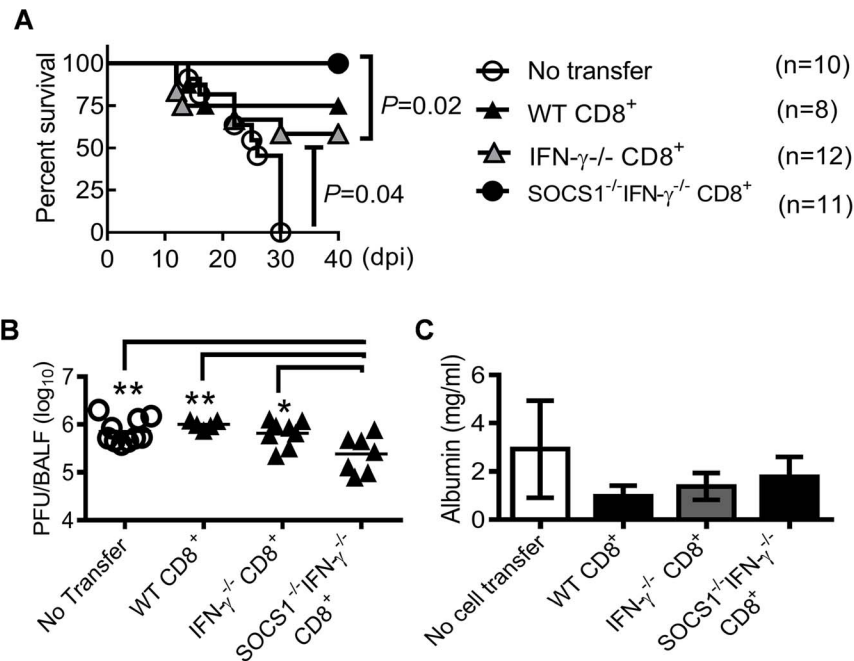 A
Percent survival
100
75
50
25
0
0 10 20 30 40 (dpi)
P=0.02
P=0.04
No transfer (n=10)
WT CD8+ (n=8)
IFN-γ-/- CD8+ (n=12)
SOCS1-/-IFN-γ-/- CD8+ (n=11)
B
PFU/BALF (log10)
7
6
5
4
**
**
*
No Transfer
WT CD8+
IFN-γ-/- CD8+
SOCS1-/-IFN-γ-/-
CD8+
C
Albumin (mg/ml)
6
4
2
0
No cell transfer
WT CD8+
IFN-γ-/- CD8+
SOCS1-/-IFN-γ-/-
CD8+